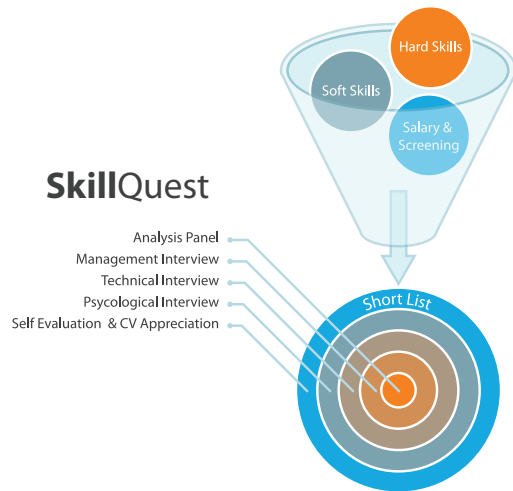 Hard Skills
Soft Skills
Salary &
Screening
SkillQuest
Analysis Panel
Management Interview
Technical Interview
Psycological Interview
Self Evaluation & CV Appreciation
Short List